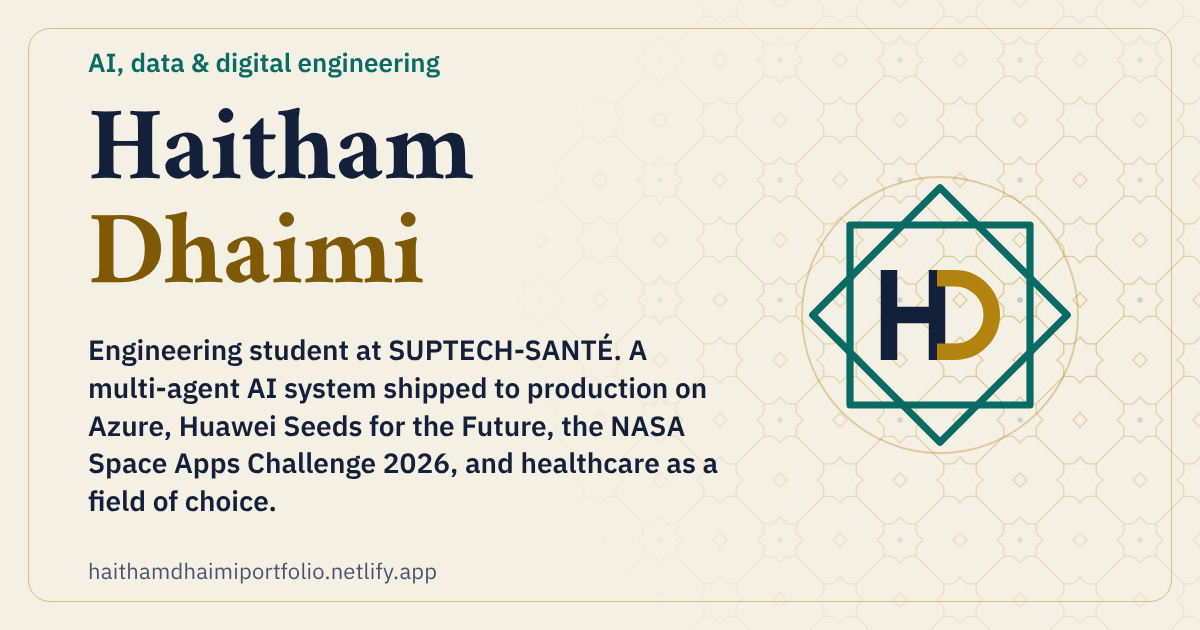 AI, data & digital engineering
Haitham
Dhaimi
HD
Engineering student at SUPTECH-SANTÉ. A
multi-agent AI system shipped to production on
Azure, Huawei Seeds for the Future, the NASA
Space Apps Challenge 2026, and healthcare as a
field of choice.
haithamdhaimiportfolio.netlify.app